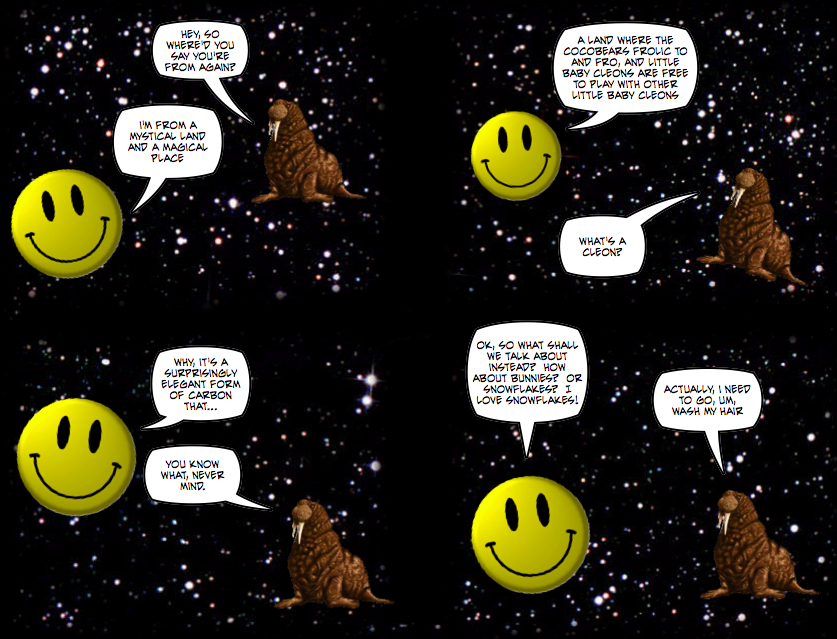 HEY, SO
WHERE'D YOU
SAY YOU'RE
FROM AGAIN?
I'M FROM A
MYSTICAL LAND
AND A MAGICAL
PLACE
A LAND WHERE THE
COCOBEARS FROLIC TO
AND FRO, AND LITTLE
BABY CLEONS ARE FREE
TO PLAY WITH OTHER
LITTLE BABY CLEONS
WHAT'S A
CLEON?
WHY, IT'S A
SURPRISINGLY
ELEGANT FORM
OF CARBON
THAT...
YOU KNOW
WHAT, NEVER
MIND.
OK, SO WHAT SHALL
WE TALK ABOUT
INSTEAD? HOW
ABOUT BUNNIES? OR
SNOWFLAKES? I
LOVE SNOWFLAKES!
ACTUALLY, I NEED
TO GO, UM,
WASH MY HAIR